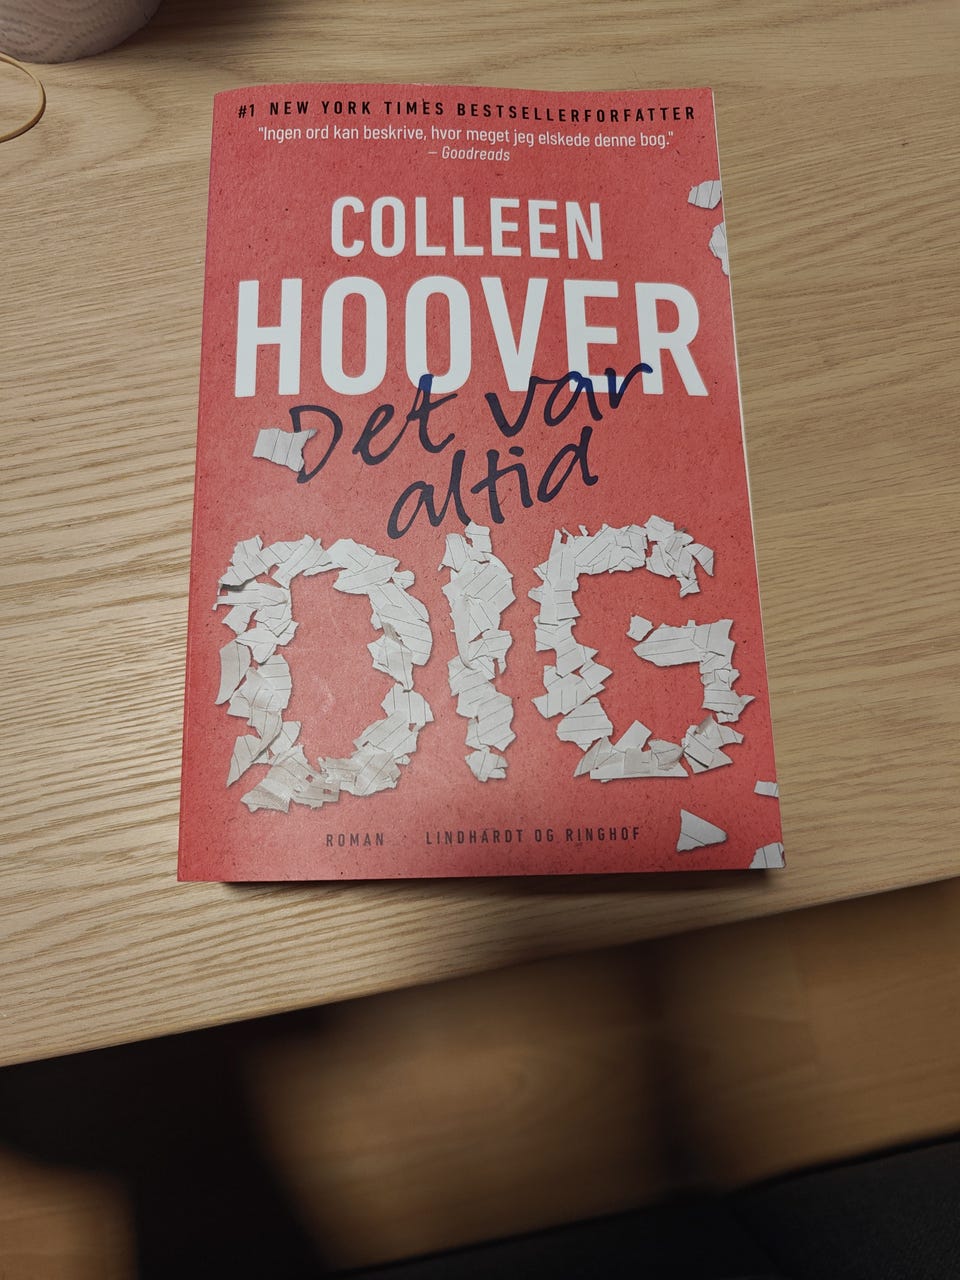 #1 NEW YORK TIMES BESTSELLERFORFATTER
"Ingen ord kan beskrive, hvor meget jeg elskede denne bog."
– Goodreads
COLLEEN
HOOVER
Det var
altid
DIG
ROMAN · LINDHARDT OG RINGHOF